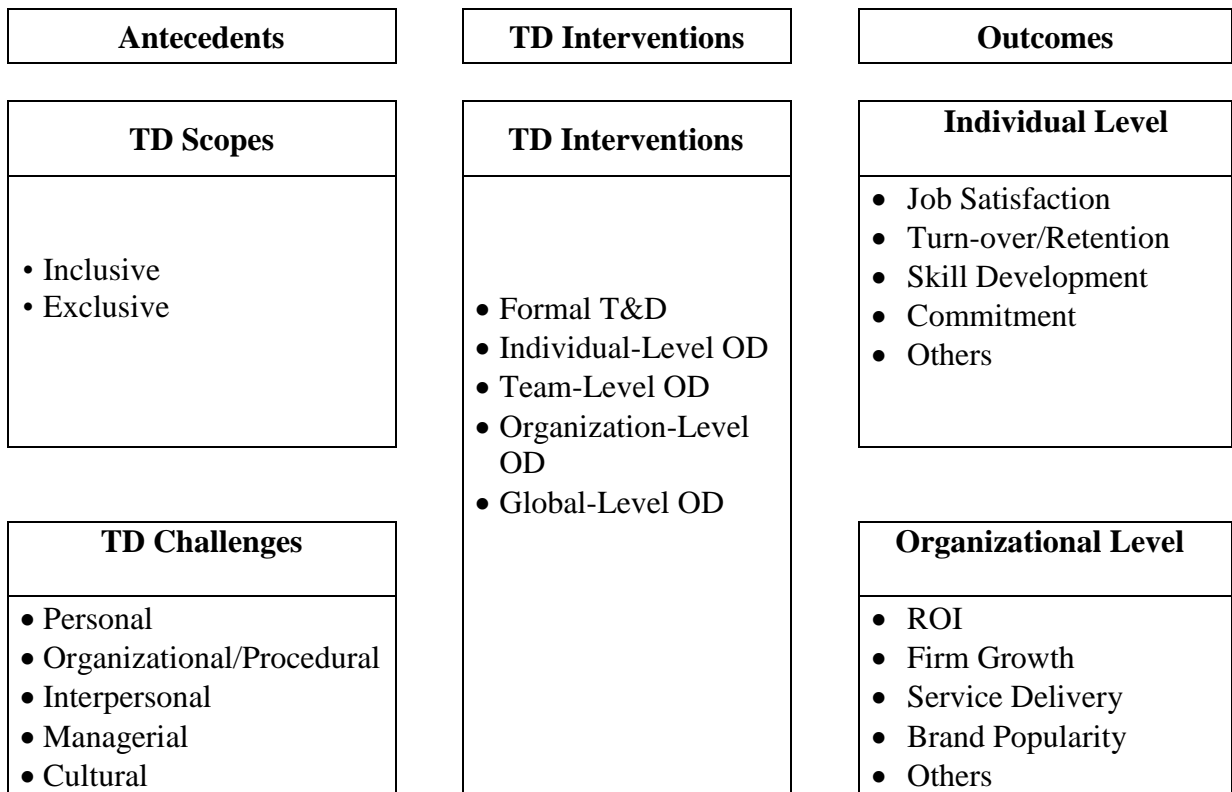 Antecedents
TD Interventions
Outcomes
TD Scopes
• Inclusive
• Exclusive
TD Challenges
• Personal
• Organizational/Procedural
• Interpersonal
• Managerial
• Cultural
TD Interventions
• Formal T&D
• Individual-Level OD
• Team-Level OD
• Organization-Level
OD
• Global-Level OD
Individual Level
• Job Satisfaction
• Turn-over/Retention
• Skill Development
• Commitment
• Others
Organizational Level
• ROI
• Firm Growth
• Service Delivery
• Brand Popularity
• Others